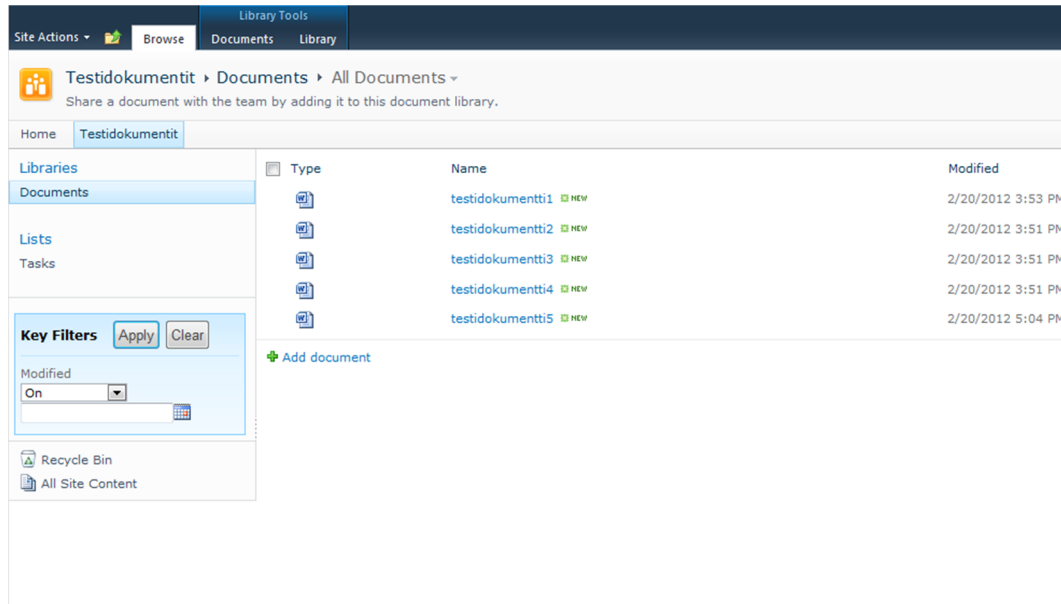 Library Tools
Site Actions Browse Documents Library
Testidokumentit Documents All Documents
Share a document with the team by adding it to this document library.
Home Testidokumentit
Libraries
Documents
Lists
Tasks
Key Filters Apply Clear
Modified
On
Recycle Bin
All Site Content
Type Name Modified
testidokumentti1 NEW 2/20/2012 3:53 PM
testidokumentti2 NEW 2/20/2012 3:51 PM
testidokumentti3 NEW 2/20/2012 3:51 PM
testidokumentti4 NEW 2/20/2012 3:51 PM
testidokumentti5 NEW 2/20/2012 5:04 PM
Add document